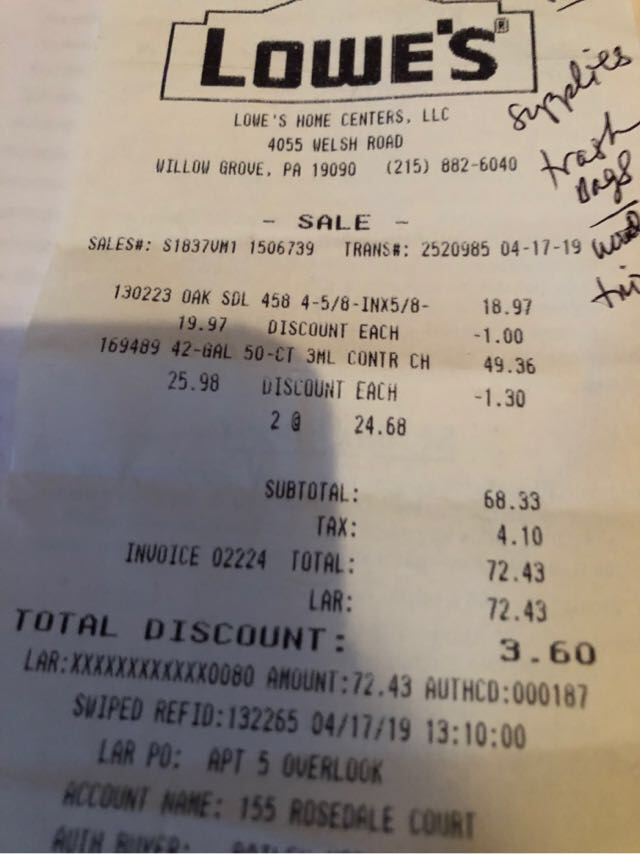 LOWE'S®
LOWE'S HOME CENTERS, LLC
4055 WELSH ROAD
WILLOW GROVE, PA 19090 (215) 882-6040
supplies
trash
bags
wood
- SALE -
SALES#: S1837VM1 1506739 TRANS#: 2520985 04-17-19
130223 OAK SDL 458 4-5/8-INX5/8- 18.97
19.97 DISCOUNT EACH -1.00
169489 42-GAL 50-CT 3ML CONTR CH 49.36
25.98 DISCOUNT EACH -1.30
2 @ 24.68
SUBTOTAL: 68.33
TAX: 4.10
INVOICE 02224 TOTAL: 72.43
LAR: 72.43
TOTAL DISCOUNT: 3.60
LAR:XXXXXXXXXXXX0080 AMOUNT:72.43 AUTHCD:000187
SWIPED REFID:132265 04/17/19 13:10:00
LAR PO: APT 5 OVERLOOK
ACCOUNT NAME: 155 ROSEDALE COURT
AUTH BUYER: